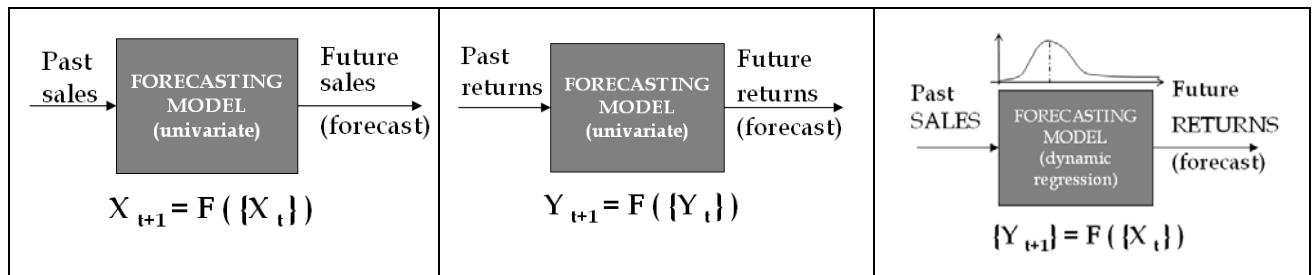 Past
sales
FORECASTING
MODEL
(univariate)
Future
sales
(forecast)
X t+1 = F ( {X t} )
Past
returns
FORECASTING
MODEL
(univariate)
Future
returns
(forecast)
Y t+1 = F ( {Y t} )
Past
SALES
FORECASTING
MODEL
(dynamic
regression)
Future
RETURNS
(forecast)
{Y t+1} = F ( {X t} )